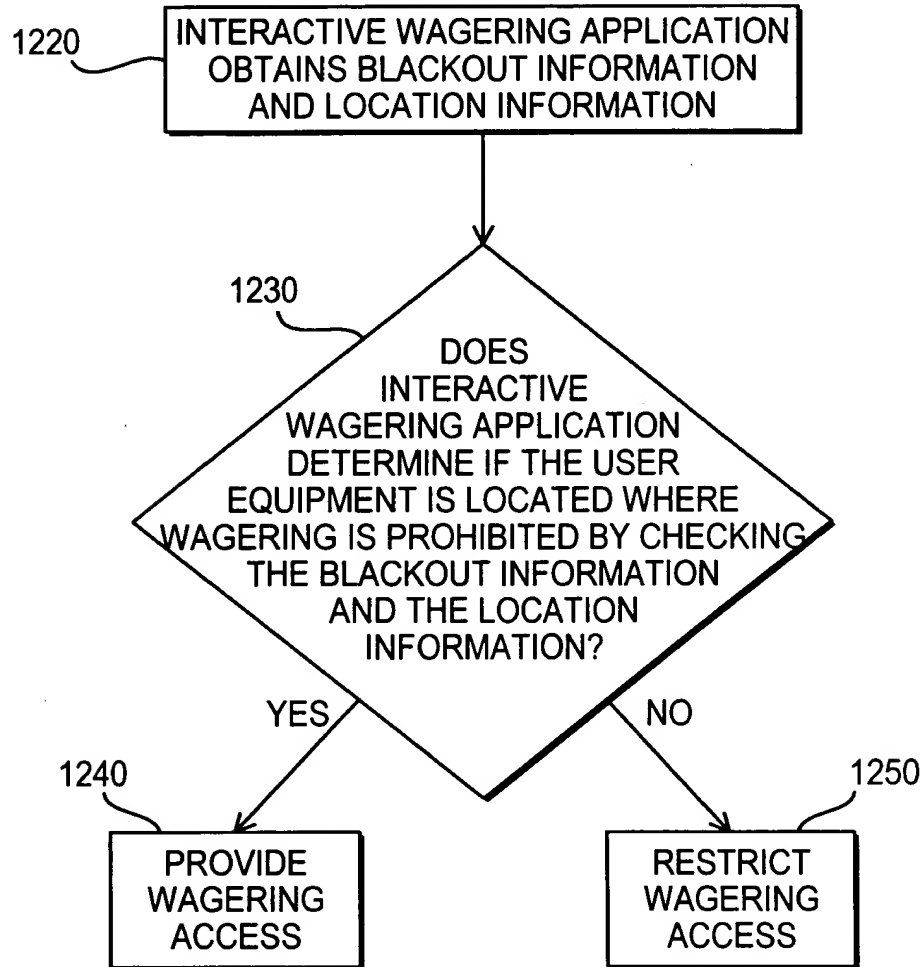 1220
INTERACTIVE WAGERING APPLICATION
OBTAINS BLACKOUT INFORMATION
AND LOCATION INFORMATION
1230
DOES
INTERACTIVE
WAGERING APPLICATION
DETERMINE IF THE USER
EQUIPMENT IS LOCATED WHERE
WAGERING IS PROHIBITED BY CHECKING
THE BLACKOUT INFORMATION
AND THE LOCATION
INFORMATION?
YES
NO
1240
1250
PROVIDE
WAGERING
ACCESS
RESTRICT
WAGERING
ACCESS